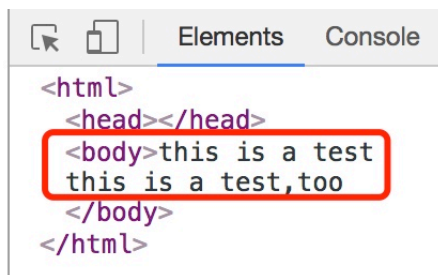 Elements Console
<html>
<head></head>
<body>this is a test
this is a test,too
</body>
</html>